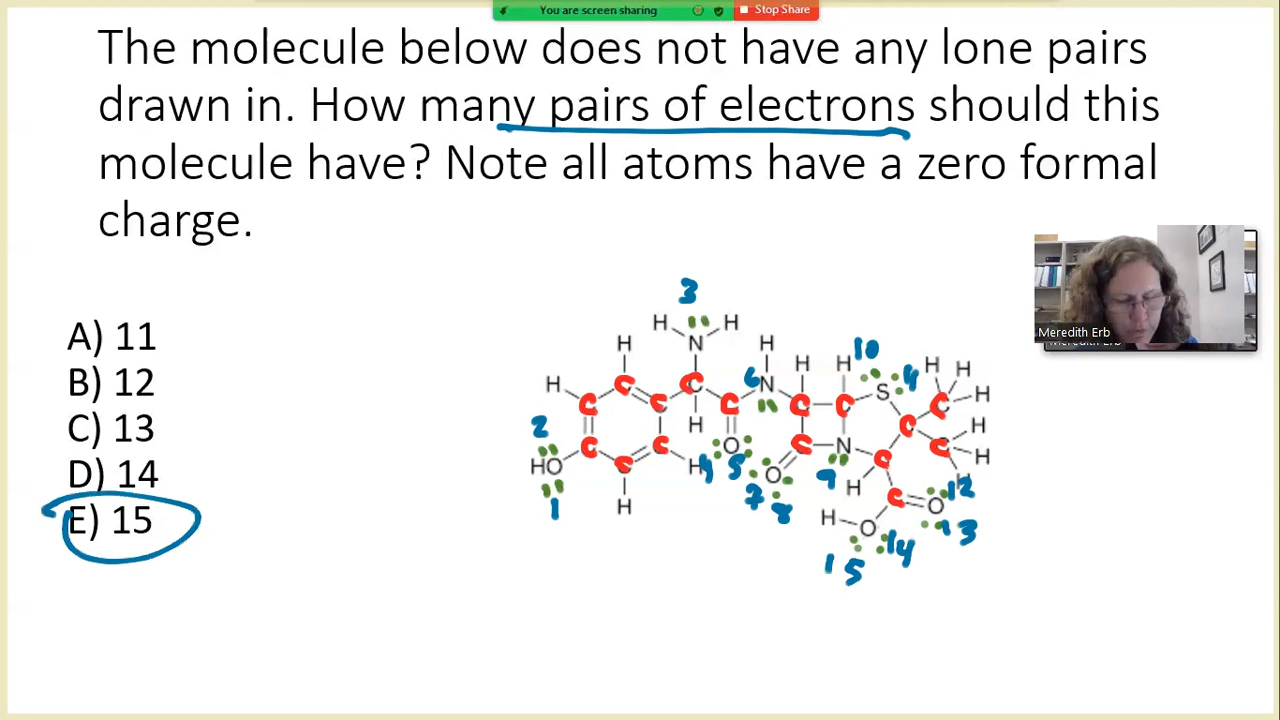 You are screen sharing
Stop Share
The molecule below does not have any lone pairs
drawn in. How many pairs of electrons should this
molecule have? Note all atoms have a zero formal
charge.
Meredith Erb
A) 11
B) 12
C) 13
D) 14
E) 15
3
H H
N
H H 10
H H H H H
H C C 6 N S 4 H
C C C C C C C H
2 C C H O C N C C H
HO C H 4 5 O 9 H C H
1 H 7 8 H C O 12
H O 13
15 14